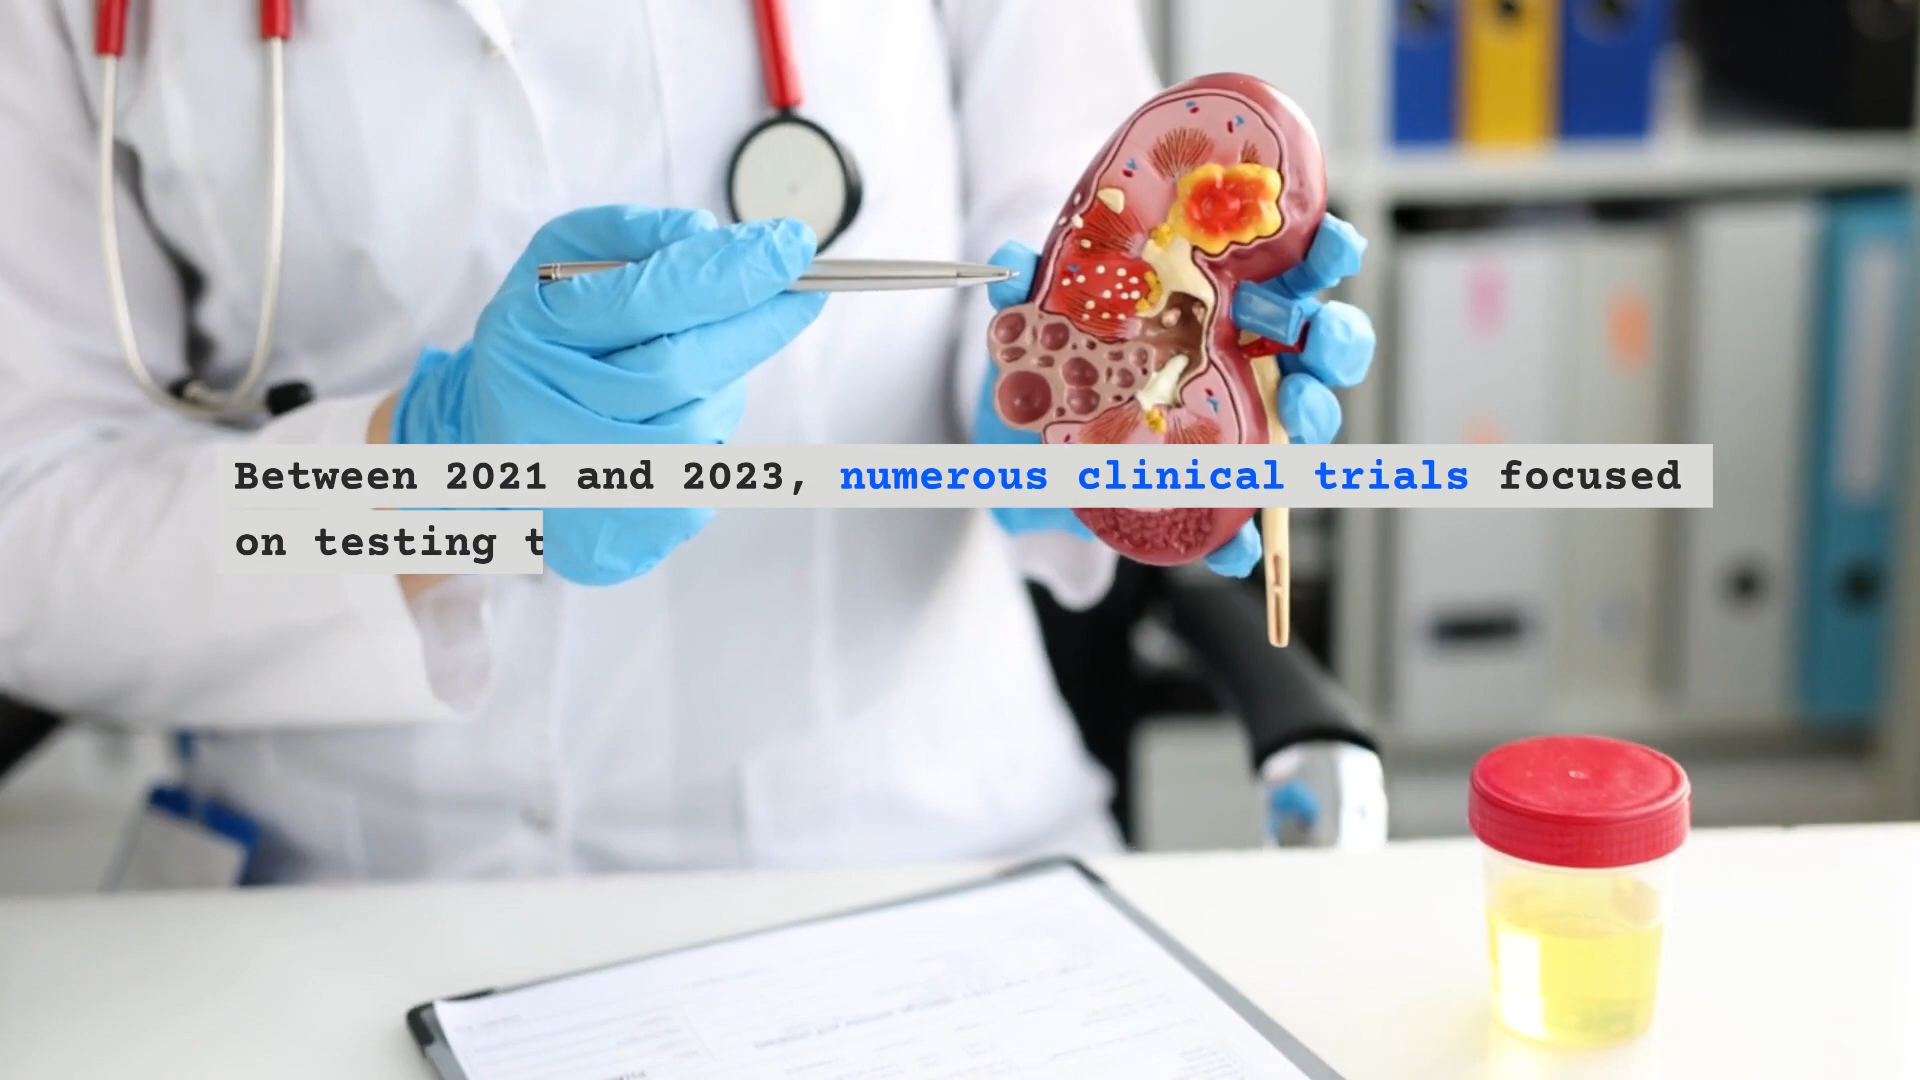 Between 2021 and 2023, numerous clinical trials focused
on testing t